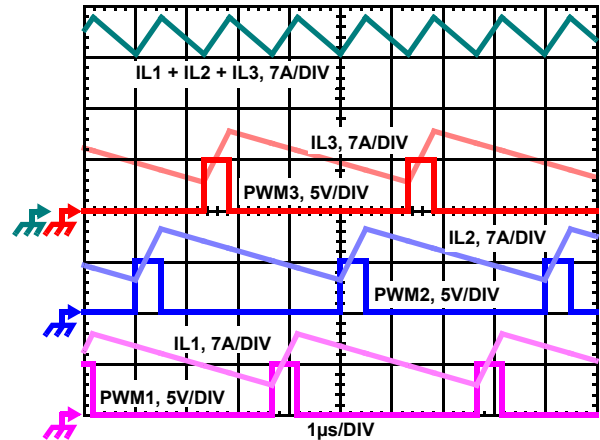 IL1 + IL2 + IL3, 7A/DIV
IL3, 7A/DIV
PWM3, 5V/DIV
IL2, 7A/DIV
PWM2, 5V/DIV
IL1, 7A/DIV
PWM1, 5V/DIV
1µs/DIV